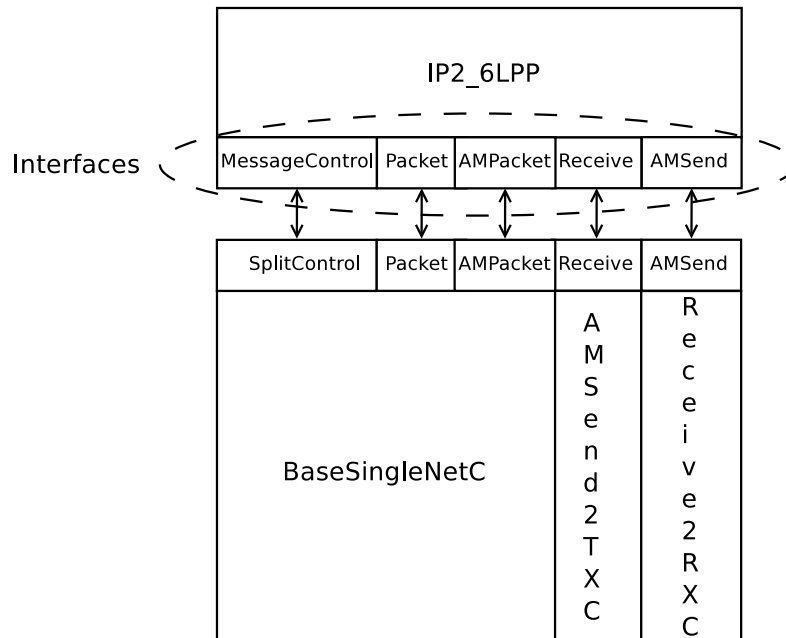 IP2_6LPP
Interfaces
MessageControl Packet AMPacket Receive AMSend
SplitControl Packet AMPacket Receive AMSend
BaseSingleNetC
AMSend2TXC
Receive2RXC